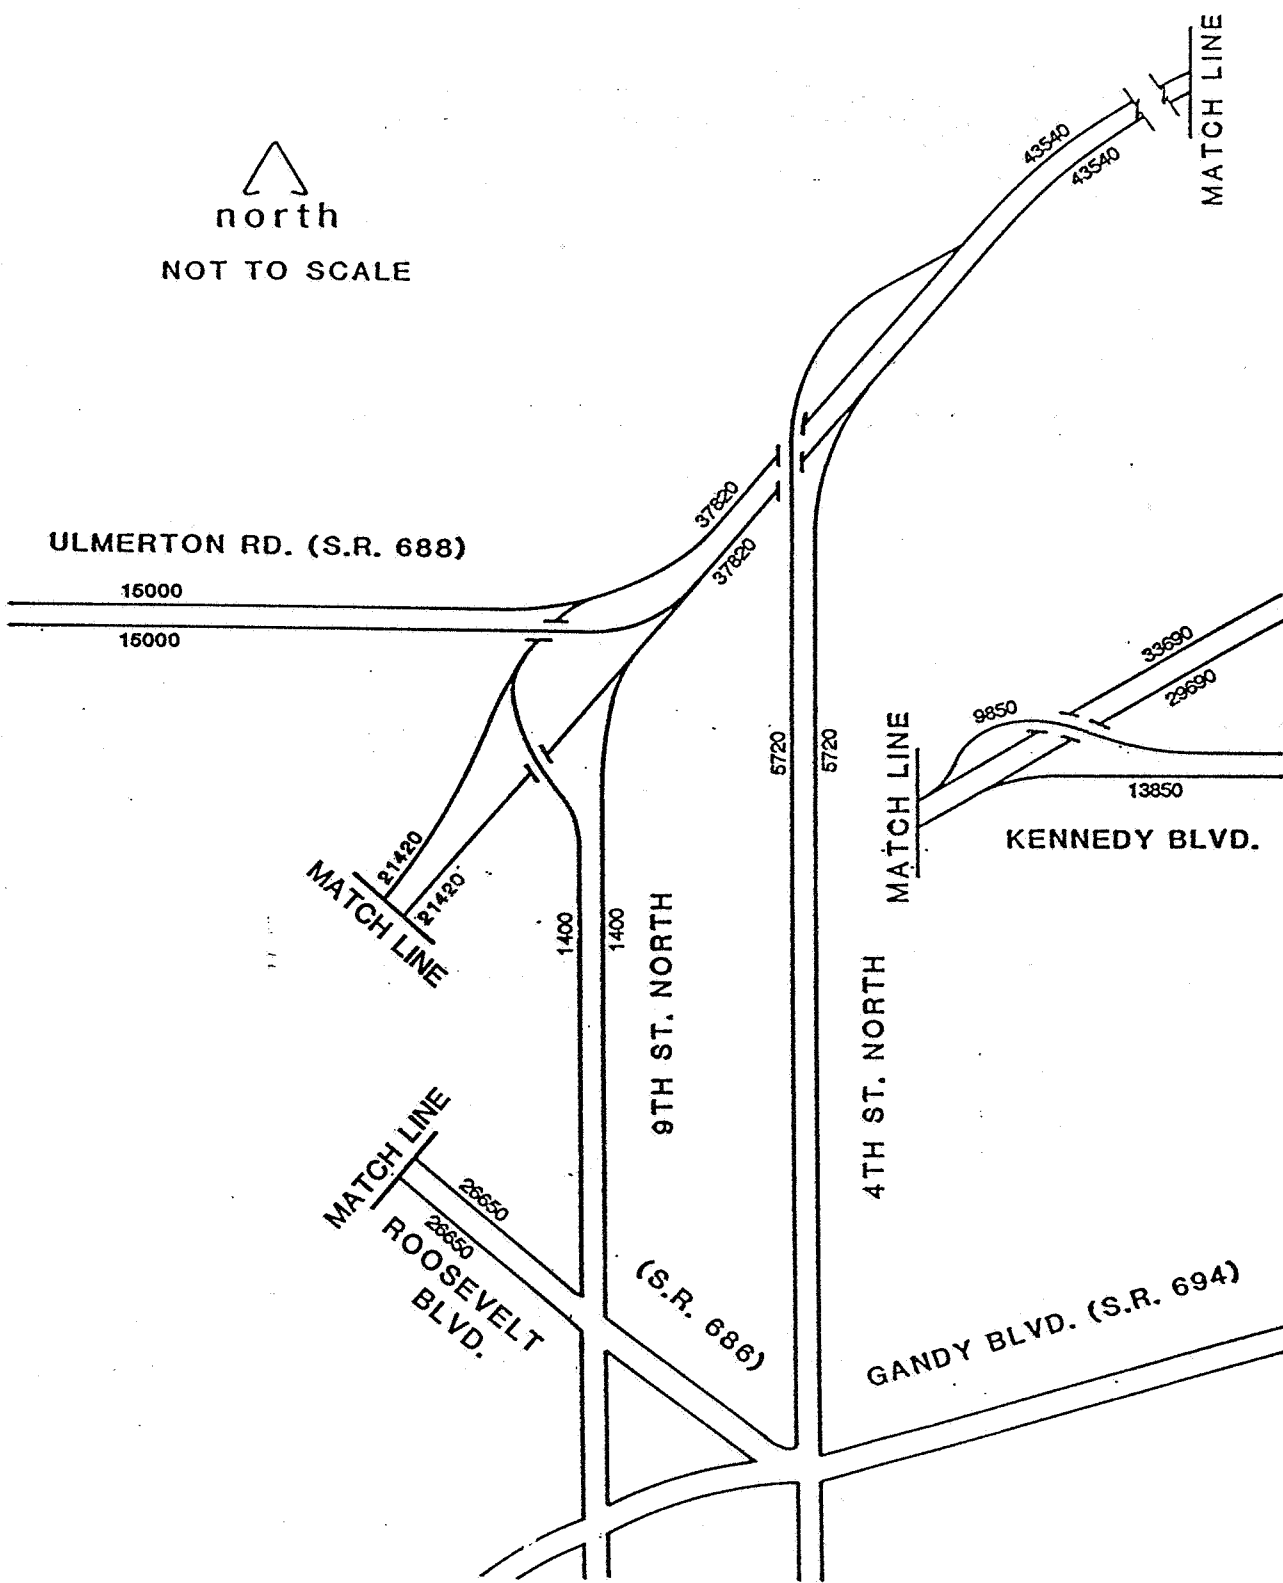 MATCH LINE
43540
43540
north
NOT TO SCALE
37820
37820
ULMERTON RD. (S.R. 688)
15000
15000
33690
29690
9850
13850
MATCH LINE
KENNEDY BLVD.
5720
5720
21420
21420
MATCH LINE
1400
1400
9TH ST. NORTH
4TH ST. NORTH
MATCH LINE
26650
26650
ROOSEVELT
BLVD.
(S.R. 686)
GANDY BLVD. (S.R. 694)